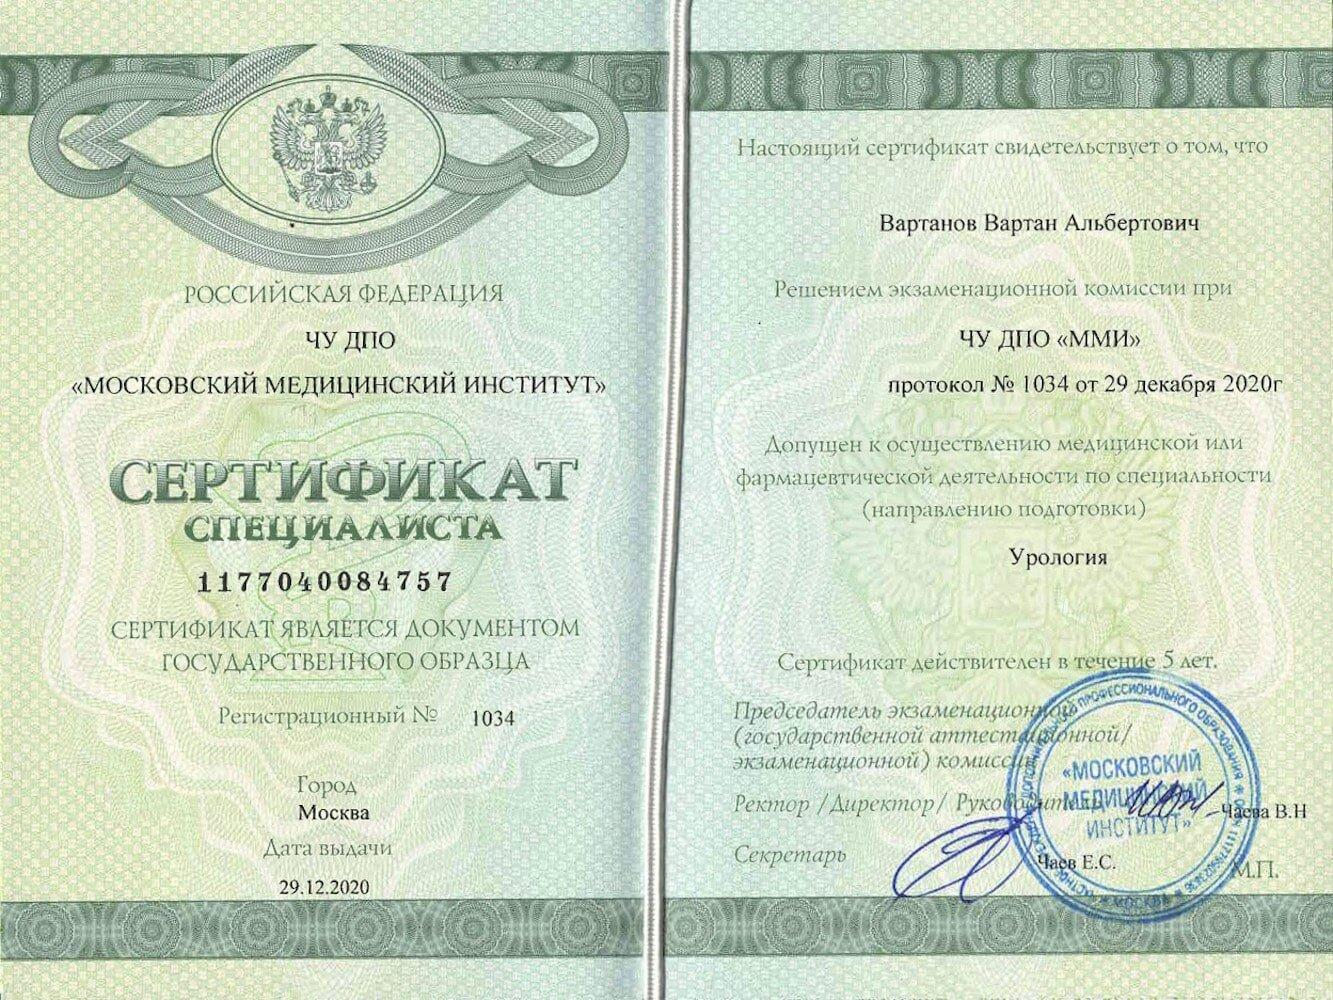 РОССИЙСКАЯ ФЕДЕРАЦИЯ
ЧУ ДПО
«МОСКОВСКИЙ МЕДИЦИНСКИЙ ИНСТИТУТ»
СЕРТИФИКАТ
СПЕЦИАЛИСТА
1177040084757
СЕРТИФИКАТ ЯВЛЯЕТСЯ ДОКУМЕНТОМ
ГОСУДАРСТВЕННОГО ОБРАЗЦА
Регистрационный № 1034
Город
Москва
Дата выдачи
29.12.2020
Настоящий сертификат свидетельствует о том, что
Вартанов Вартан Альбертович
Решением экзаменационной комиссии при
ЧУ ДПО «ММИ»
протокол № 1034 от 29 декабря 2020г
Допущен к осуществлению медицинской или
фармацевтической деятельности по специальности
(направлению подготовки)
Урология
Сертификат действителен в течение 5 лет.
Председатель экзаменационной
(государственной аттестационной/
экзаменационной) комиссии
Ректор /Директор/ Руководитель
Чаева В.Н
Секретарь
Чаев Е.С.
М.П.
«МОСКОВСКИЙ
МЕДИЦИНСКИЙ
ИНСТИТУТ»
ПРОФЕССИОНАЛЬНОГО ОБРАЗОВАНИЯ
МОСКВА